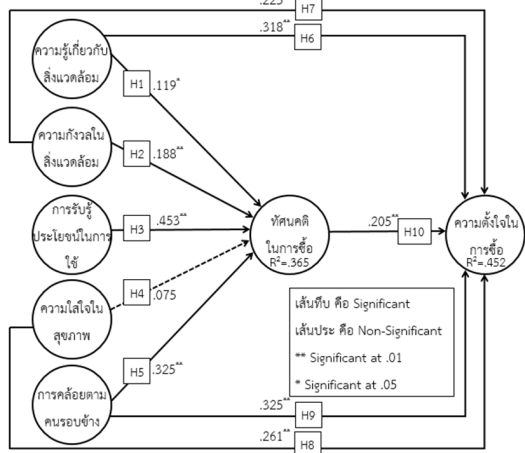 .225
H7
.318**
H6
ความรู้เกี่ยวกับ
สิ่งแวดล้อม
H1
.119*
ความกังวลใน
สิ่งแวดล้อม
H2
.188**
การรับรู้
ประโยชน์ในการ
ใช้
H3
.453**
ทัศนคติ
ในการซื้อ
R²=.365
.205**
H10
ความตั้งใจใน
การซื้อ
R²=.452
ความใส่ใจใน
สุขภาพ
H4
.075
เส้นทึบ คือ Significant
เส้นประ คือ Non-Significant
** Significant at .01
* Significant at .05
การคล้อยตาม
คนรอบข้าง
H5
.325**
.325**
H9
.261**
H8